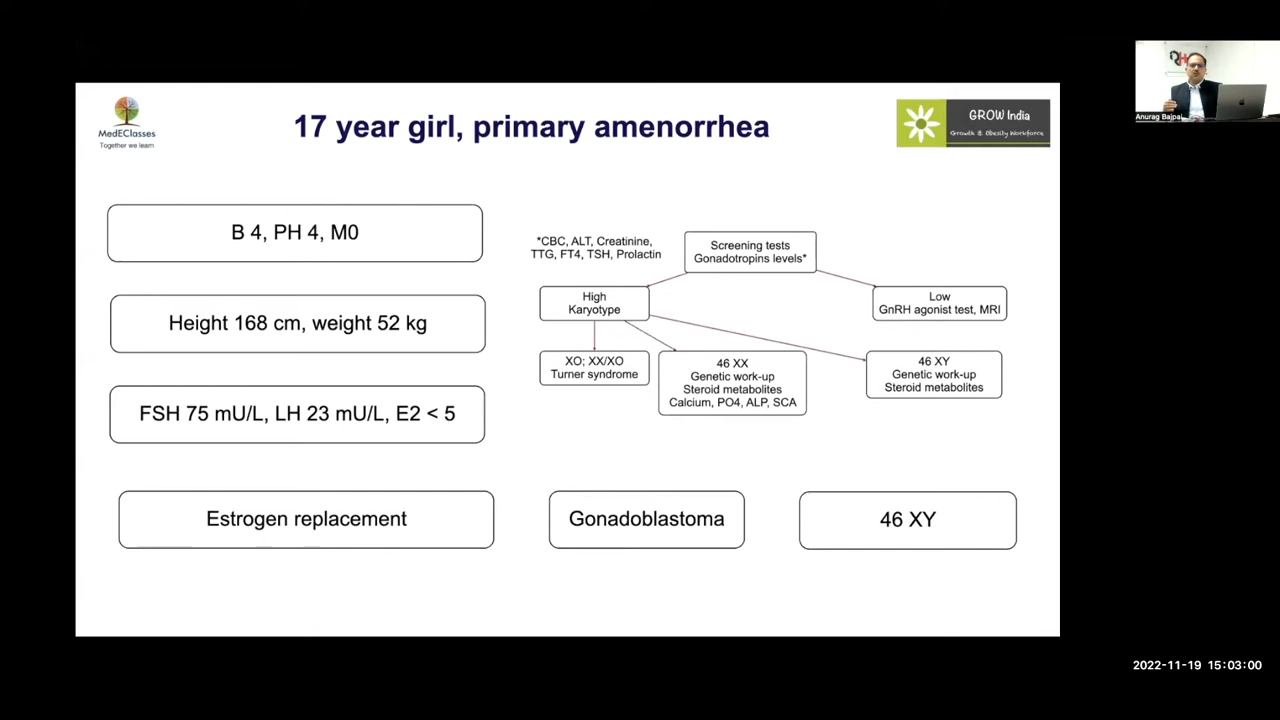 MedEClasses
Together we learn
17 year girl, primary amenorrhea
GROW India
Growth & Obesity Workforce
Anurag Bajpai
B 4, PH 4, M0
Height 168 cm, weight 52 kg
FSH 75 mU/L, LH 23 mU/L, E2 < 5
*CBC, ALT, Creatinine,
TTG, FT4, TSH, Prolactin
Screening tests
Gonadotropins levels*
High
Karyotype
Low
GnRH agonist test, MRI
XO; XX/XO
Turner syndrome
46 XX
Genetic work-up
Steroid metabolites
Calcium, PO4, ALP, SCA
46 XY
Genetic work-up
Steroid metabolites
Estrogen replacement
Gonadoblastoma
46 XY
2022-11-19 15:03:00